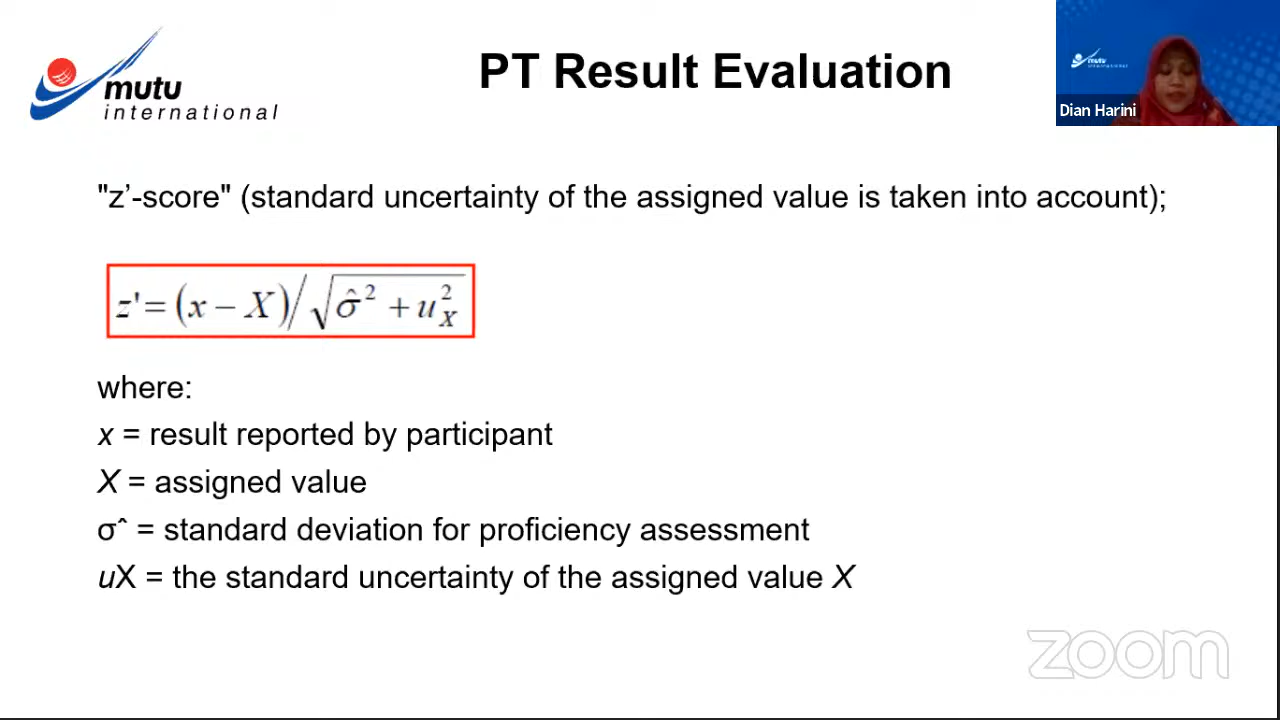 mutu
international
PT Result Evaluation
mutu
international
Dian Harini
"z’-score" (standard uncertainty of the assigned value is taken into account);
z'= (x − X)/√σ̂² + u²X
where:
x = result reported by participant
X = assigned value
σˆ = standard deviation for proficiency assessment
uX = the standard uncertainty of the assigned value X
zoom